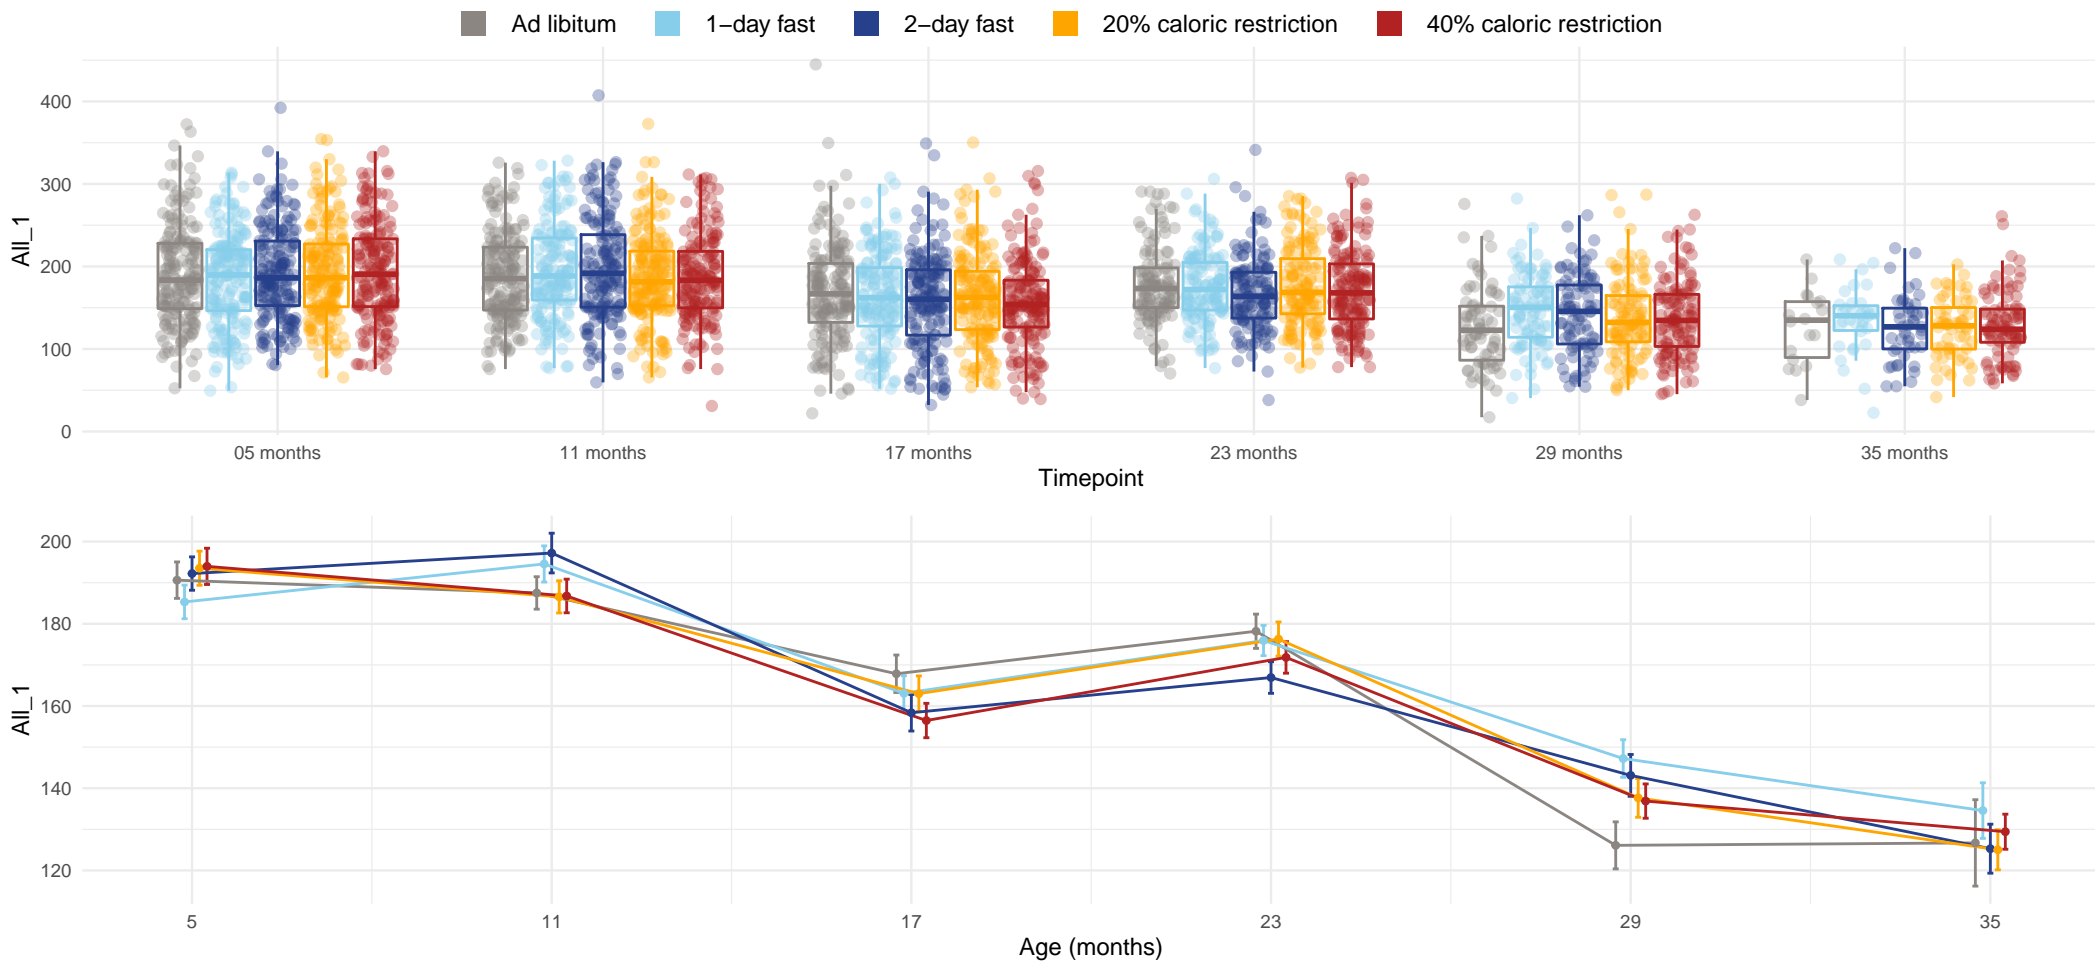 Ad libitum 1−day fast 2−day fast 20% caloric restriction 40% caloric restriction
All_1
400
300
200
100
0
05 months 11 months 17 months 23 months 29 months 35 months
Timepoint
All_1
200
180
160
140
120
5 11 17 23 29 35
Age (months)